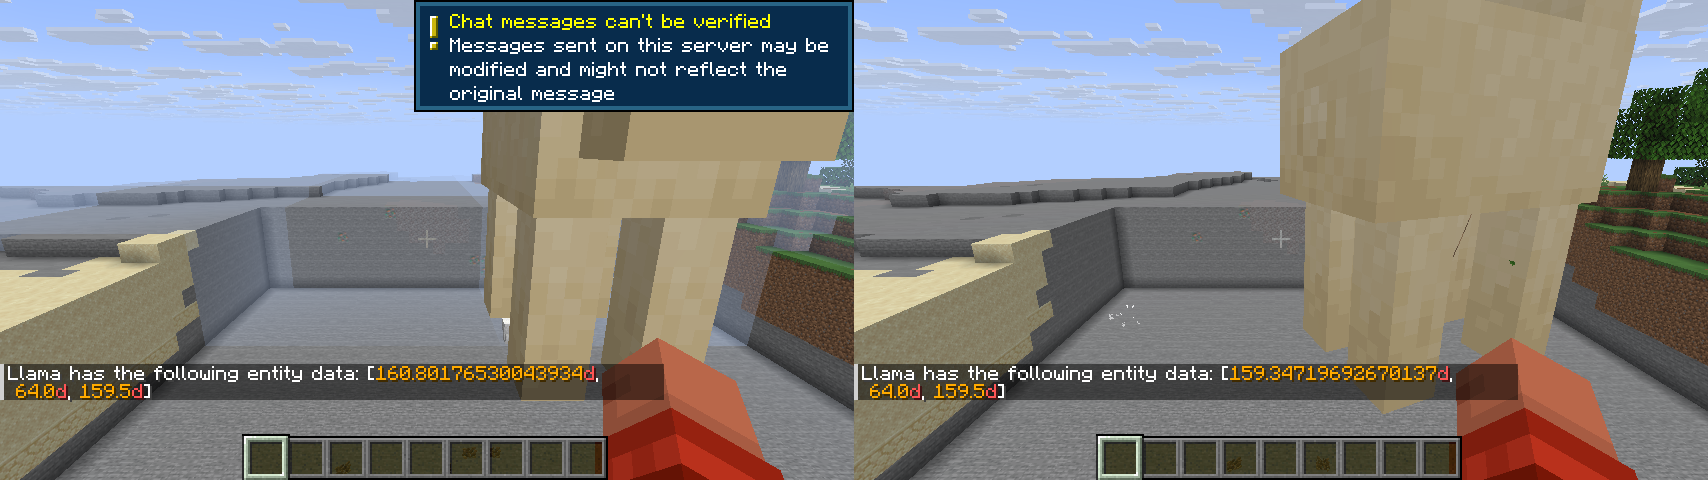 Chat messages can't be verified
Messages sent on this server may be
modified and might not reflect the
original message
Llama has the following entity data: [160.80176530043934d,
64.0d, 159.5d]
Llama has the following entity data: [159.34719692670137d,
64.0d, 159.5d]